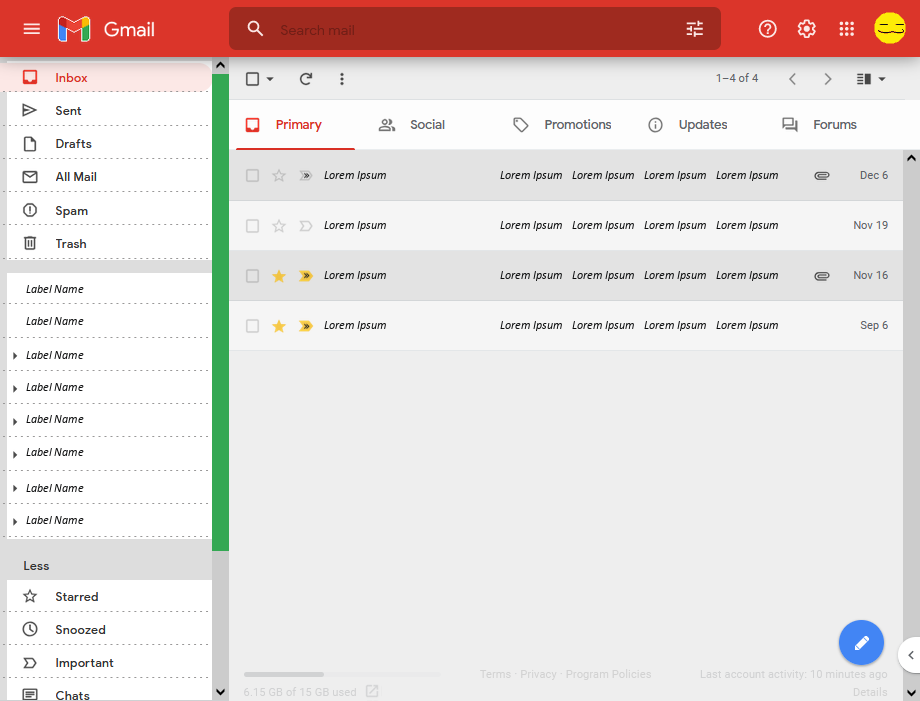 Gmail
Search mail
Inbox
Sent
Drafts
All Mail
Spam
Trash
Label Name
Label Name
Label Name
Label Name
Label Name
Label Name
Label Name
Label Name
Less
Starred
Snoozed
Important
Chats
1–4 of 4
Primary Social Promotions Updates Forums
Lorem Ipsum Lorem Ipsum Lorem Ipsum Lorem Ipsum Lorem Ipsum Dec 6
Lorem Ipsum Lorem Ipsum Lorem Ipsum Lorem Ipsum Lorem Ipsum Nov 19
Lorem Ipsum Lorem Ipsum Lorem Ipsum Lorem Ipsum Lorem Ipsum Nov 16
Lorem Ipsum Lorem Ipsum Lorem Ipsum Lorem Ipsum Lorem Ipsum Sep 6
Terms · Privacy · Program Policies Last account activity: 10 minutes ago
6.15 GB of 15 GB used Details